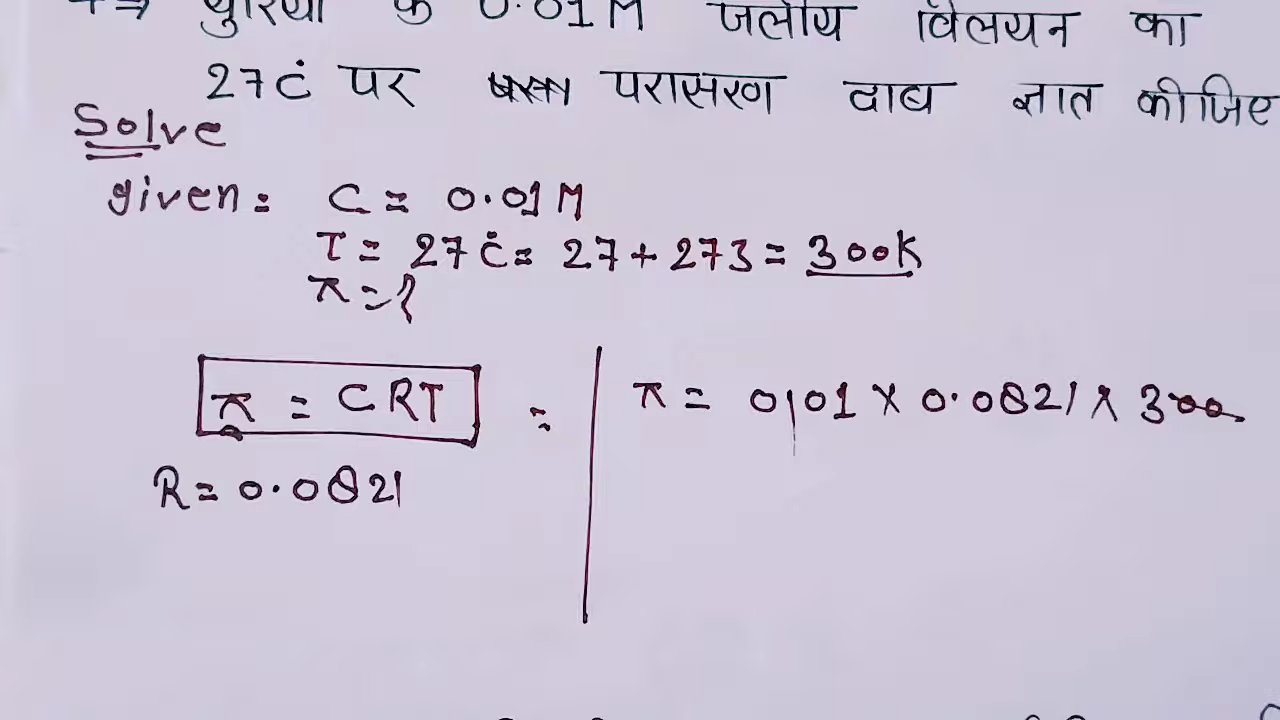 यूरिया के 0.01M जलीय विलयन का
27°C पर परासरण दाब ज्ञात कीजिए
Solve
given = C = 0.01M
T = 27°C = 27 + 273 = 300K
π = ?
π = CRT =
π = 0.01 × 0.0821 × 300
R = 0.0821